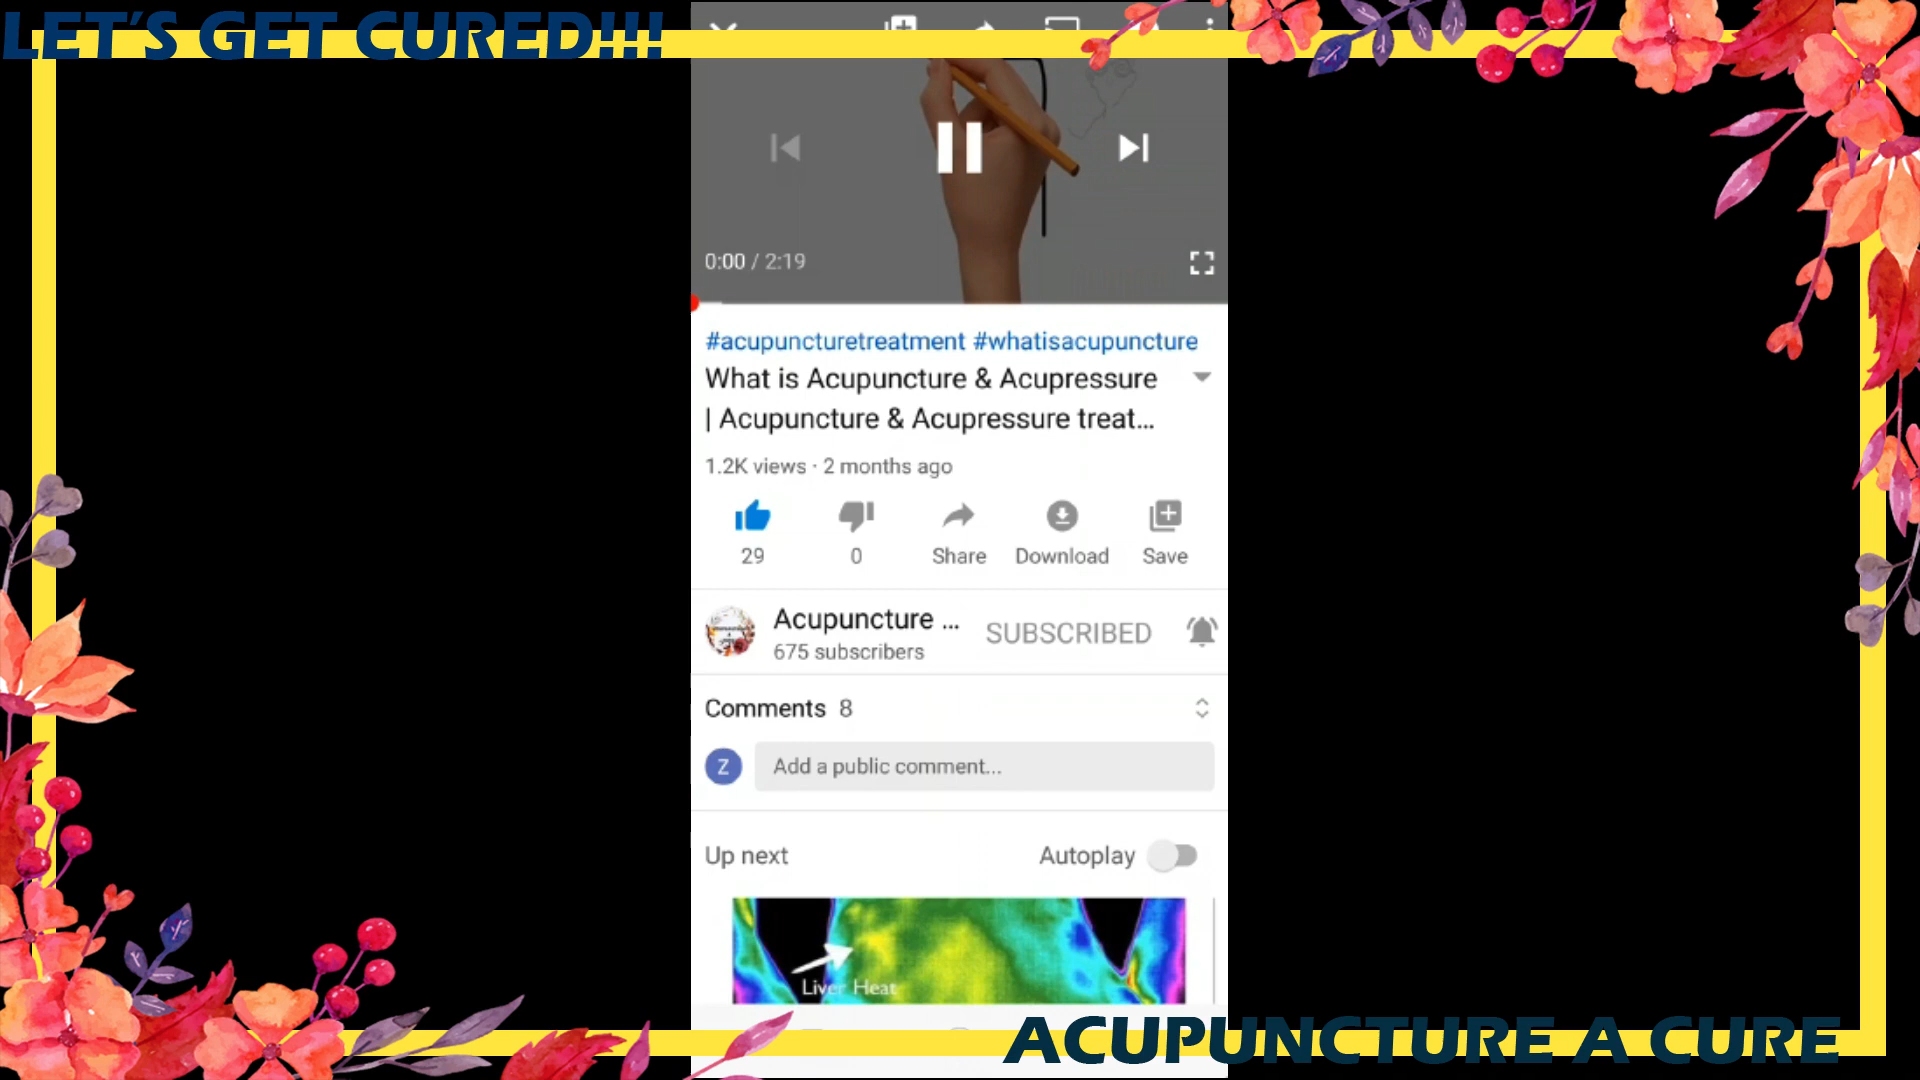 LET'S GET CURED!!!
0:00 / 2:19
#acupuncturetreatment #whatisacupuncture
What is Acupuncture & Acupressure
| Acupuncture & Acupressure treat...
1.2K views · 2 months ago
29
0
Share
Download
Save
Acupuncture ...
675 subscribers
SUBSCRIBED
Comments 8
Z
Add a public comment...
Up next
Autoplay
Liver Heat
ACUPUNCTURE A CURE